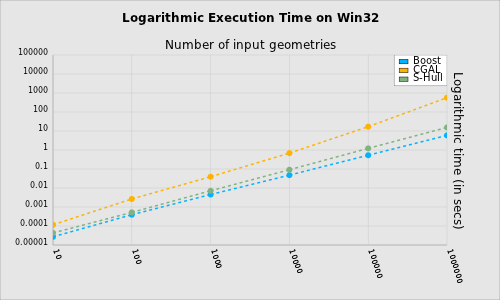 Logarithmic Execution Time on Win32
Number of input geometries
100000
10000
1000
100
10
1
0.1
0.01
0.001
0.0001
0.00001
Boost
CGAL
S-Hull
Logarithmic time (in secs)
10
100
1000
10000
100000
1000000